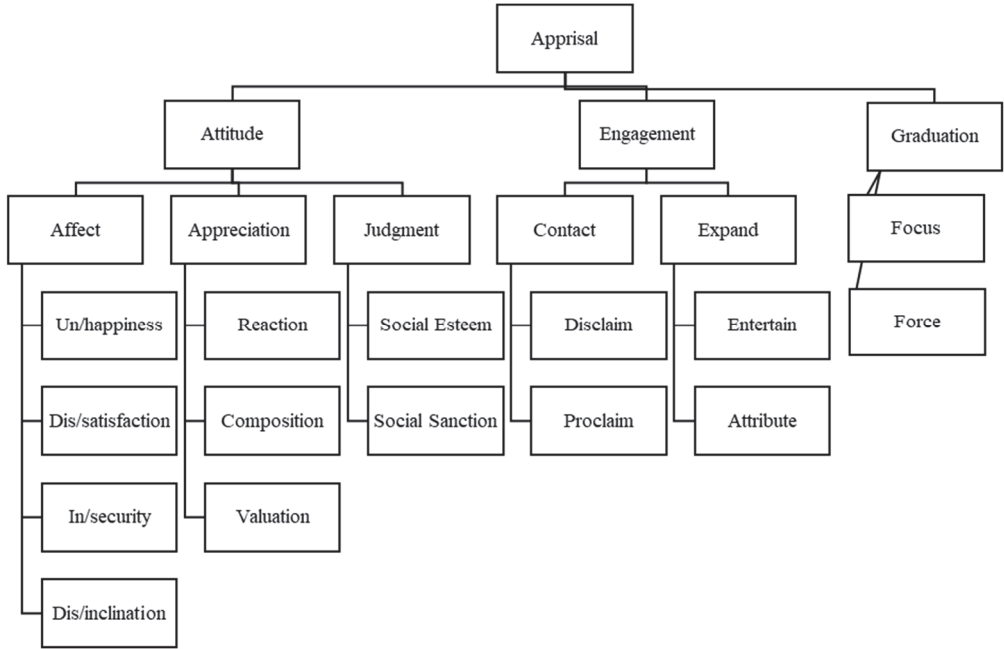 Apprisal
Attitude
Engagement
Graduation
Affect
Appreciation
Judgment
Contact
Expand
Focus
Un/happiness
Reaction
Social Esteem
Disclaim
Entertain
Force
Dis/satisfaction
Composition
Social Sanction
Proclaim
Attribute
In/security
Valuation
Dis/inclination